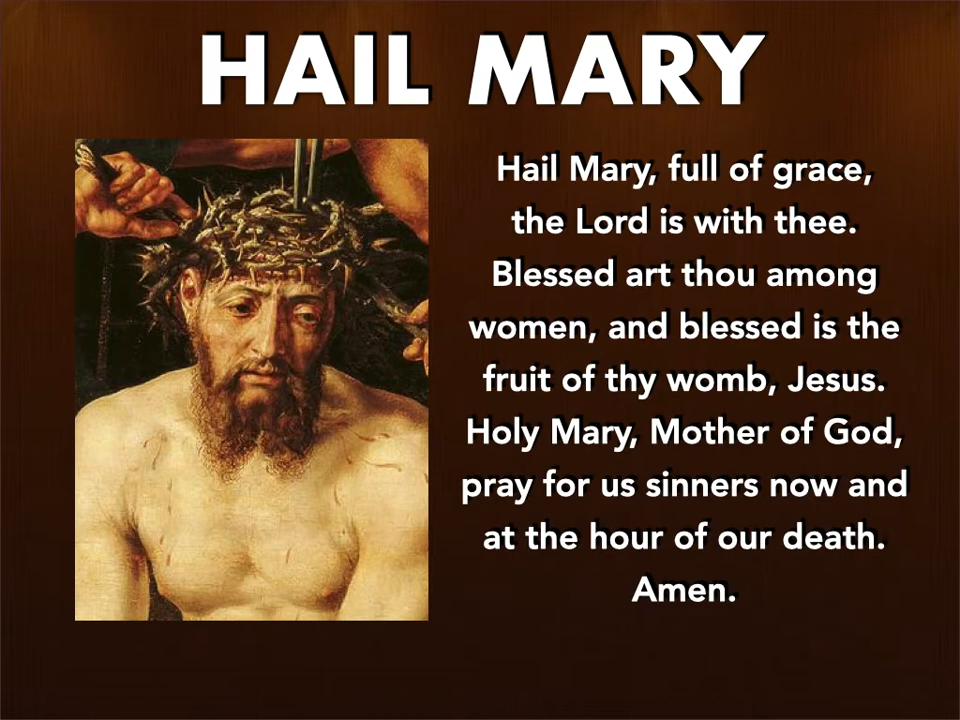 HAIL MARY
Hail Mary, full of grace,
the Lord is with thee.
Blessed art thou among
women, and blessed is the
fruit of thy womb, Jesus.
Holy Mary, Mother of God,
pray for us sinners now and
at the hour of our death.
Amen.